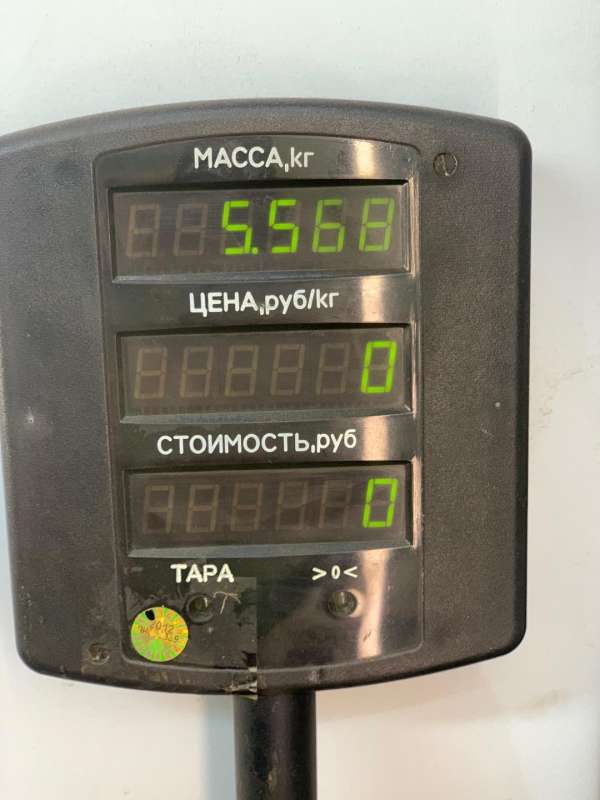 МАССА,кг
5.568
ЦЕНА,руб/кг
0
СТОИМОСТЬ,руб
0
ТАРА >0<